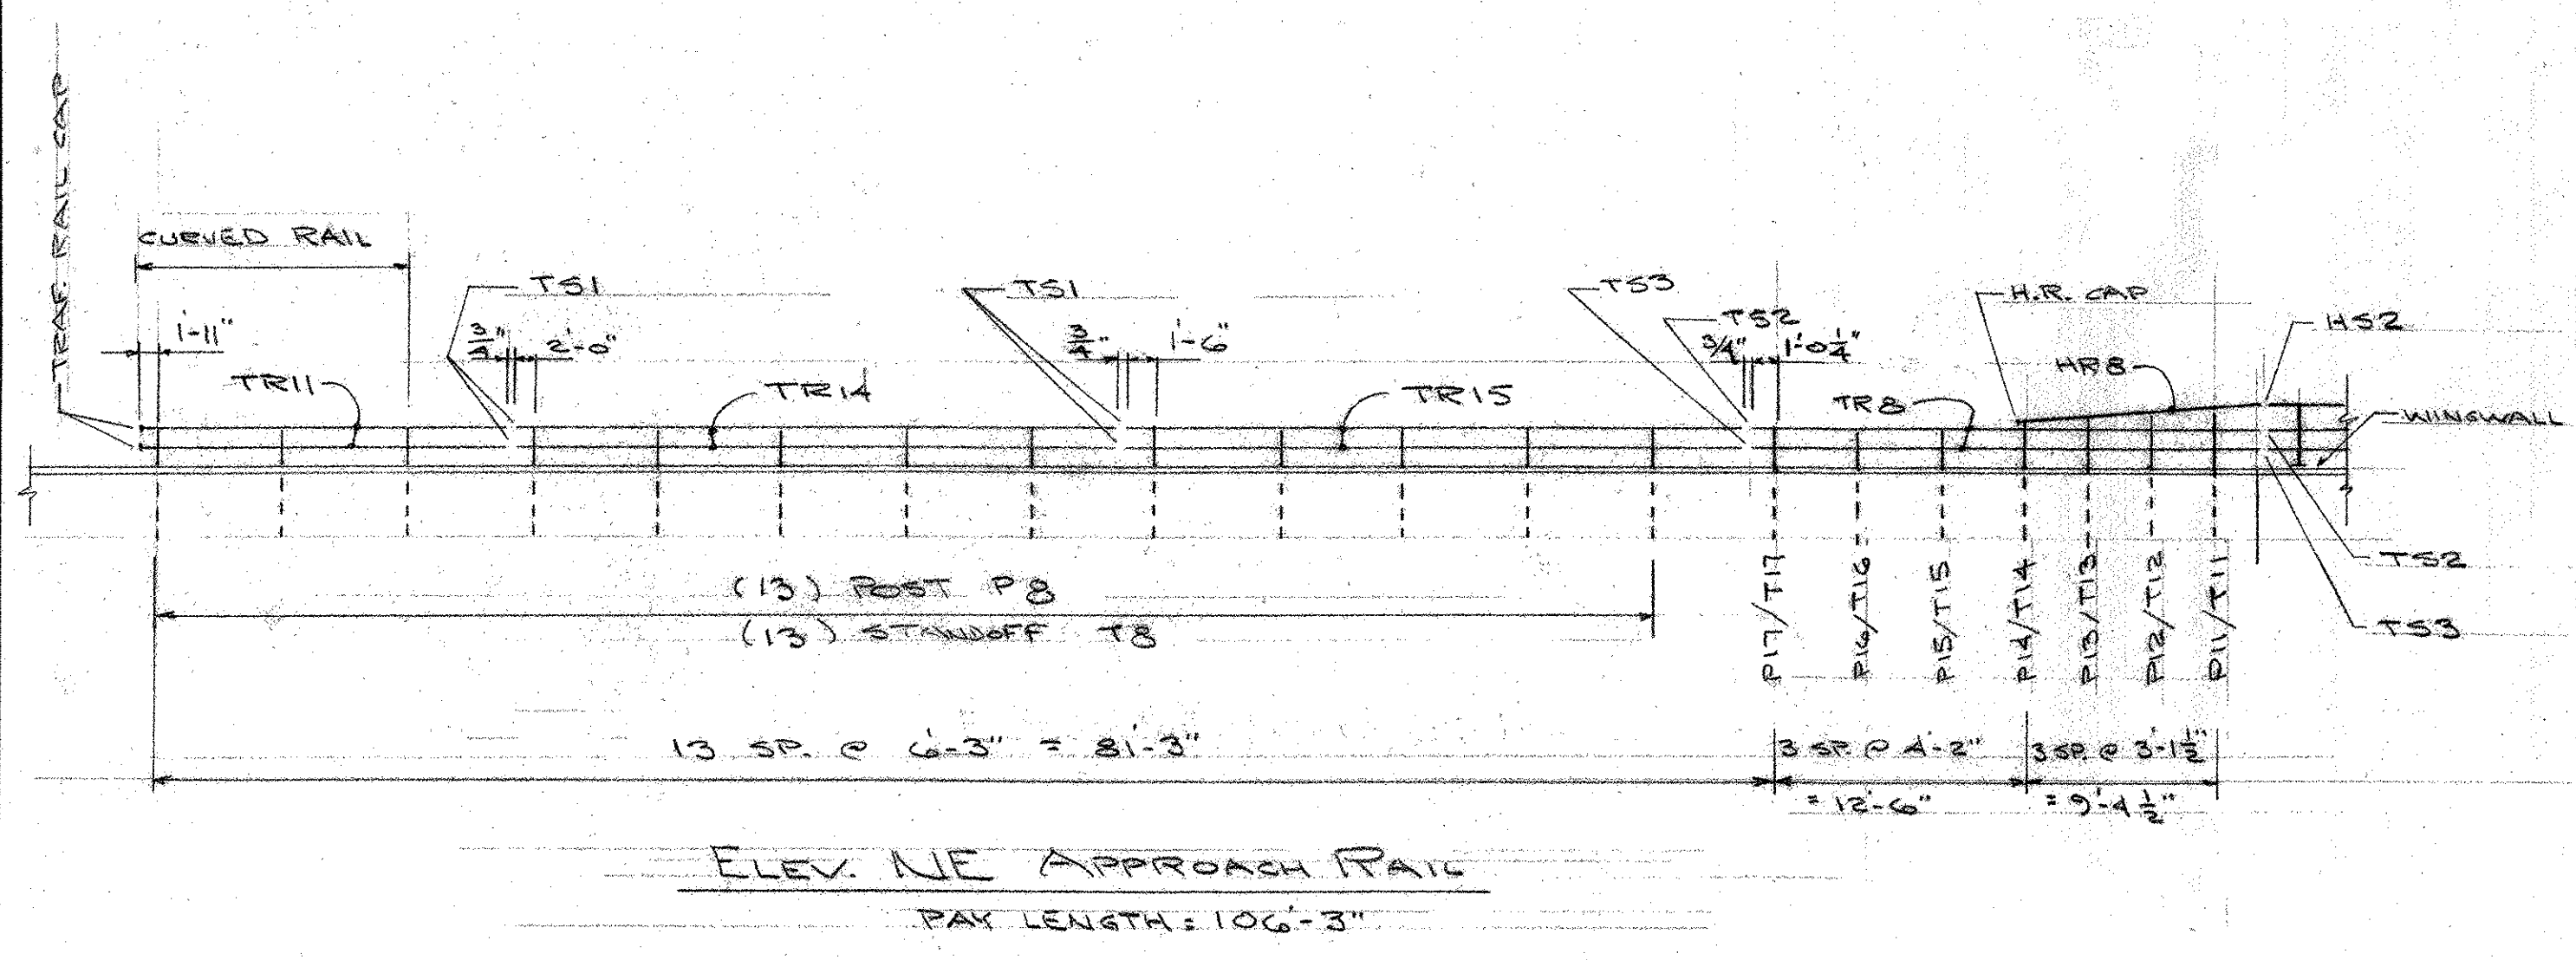 TRAF. RAIL CAP
CURVED RAIL
1'-11"
TR11
TS1
3/4"
2'-0"
TR14
TS1
3/4"
1'-6"
TR15
TS3
TS2
3/4"
1'-0 1/4"
TR8
H.R. CAP
HR8
HS2
WINGWALL
TS2
TS3
(13) POST P8
(13) STANDOFF T8
P17/T17
P16/T16
P15/T15
P14/T14
P13/T13
P12/T12
P11/T11
13 SP. @ 6'-3" = 81'-3"
3 SP. @ 4'-2"
= 12'-6"
3 SP. @ 3'-1 1/2"
= 9'-4 1/2"
ELEV. NE APPROACH RAIL
PAY LENGTH = 106'-3"